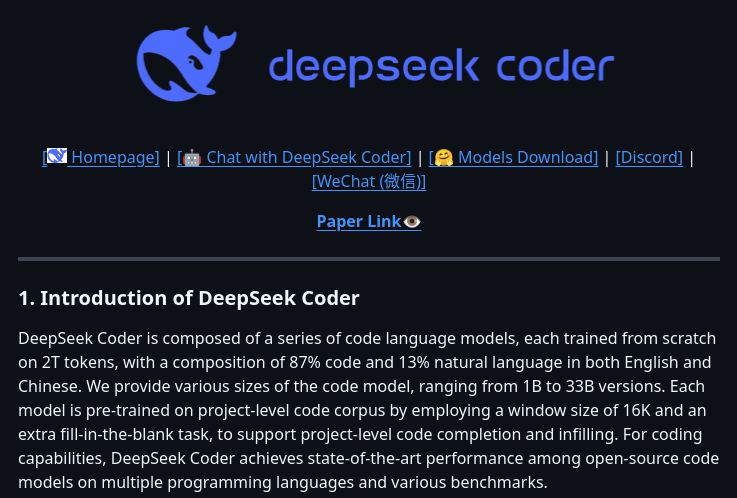 deepseek coder
[Homepage] | [🤖 Chat with DeepSeek Coder] | [🤗 Models Download] | [Discord] |
[WeChat (微信)]
Paper Link👁️
1. Introduction of DeepSeek Coder
DeepSeek Coder is composed of a series of code language models, each trained from scratch
on 2T tokens, with a composition of 87% code and 13% natural language in both English and
Chinese. We provide various sizes of the code model, ranging from 1B to 33B versions. Each
model is pre-trained on project-level code corpus by employing a window size of 16K and an
extra fill-in-the-blank task, to support project-level code completion and infilling. For coding
capabilities, DeepSeek Coder achieves state-of-the-art performance among open-source code
models on multiple programming languages and various benchmarks.